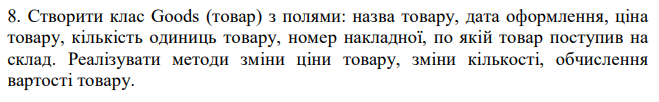 8. Створити клас Goods (товар) з полями: назва товару, дата оформлення, ціна
товару, кількість одиниць товару, номер накладної, по якій товар поступив на
склад. Реалізувати методи зміни ціни товару, зміни кількості, обчислення
вартості товару.